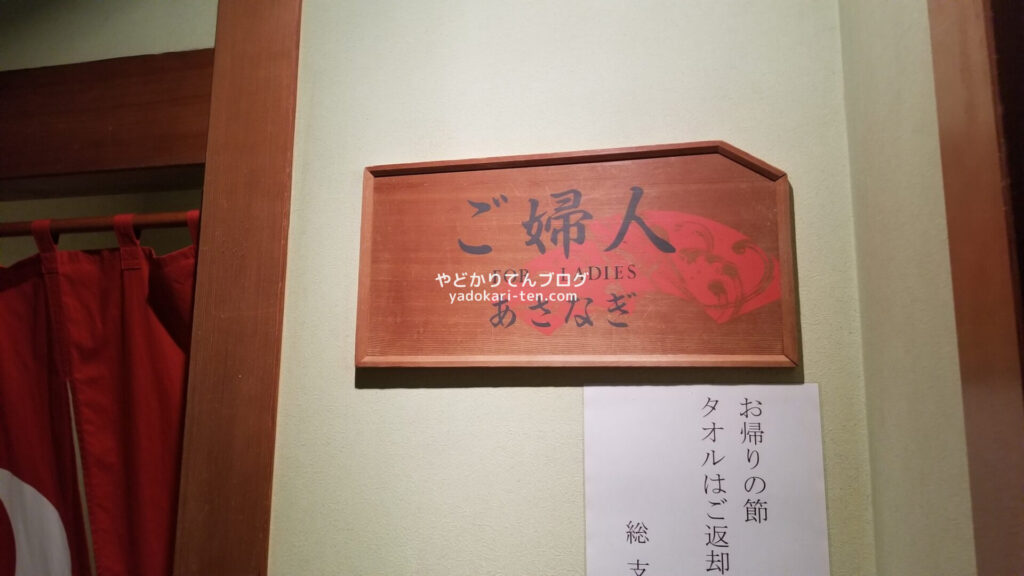 ご婦人
FOR LADIES
やどかりてんブログ
yadokari-ten.com
あさなぎ
お帰りの節
タオルはご返却
総支